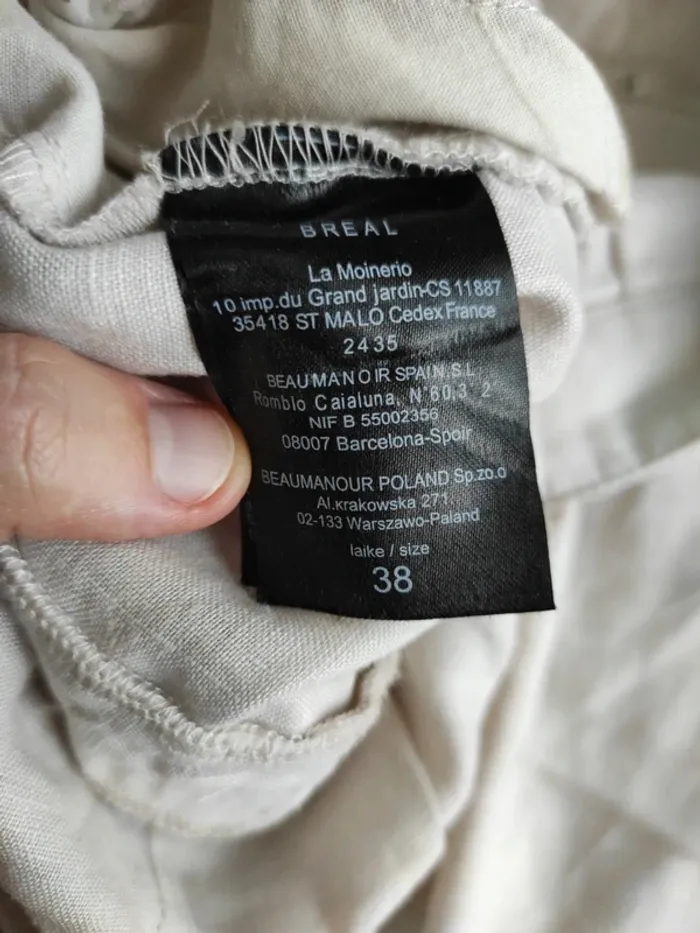 BREAL
La Moinerio
10 imp.du Grand jardin-CS 11887
35418 ST MALO Cedex France
2435
BEAUMANOIR SPAIN, S.L
Romblo Caialuna, N°60.3 2
NIF B 55002356
08007 Barcelona-Spoir
BEAUMANOUR POLAND Sp.zo.o
Al.Krakowska 271
02-133 Warszawo-Paland
laike / size
38